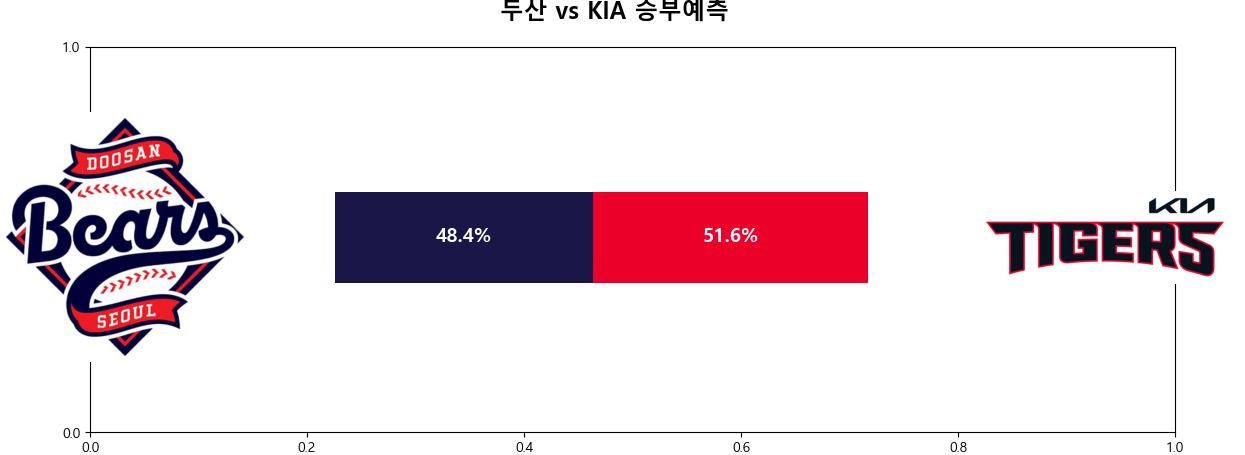 두산 vs KIA 승부예측
1.0
DOOSAN
Bears
SEOUL
48.4%
51.6%
KIA
TIGERS
0.0
0.0
0.2
0.4
0.6
0.8
1.0